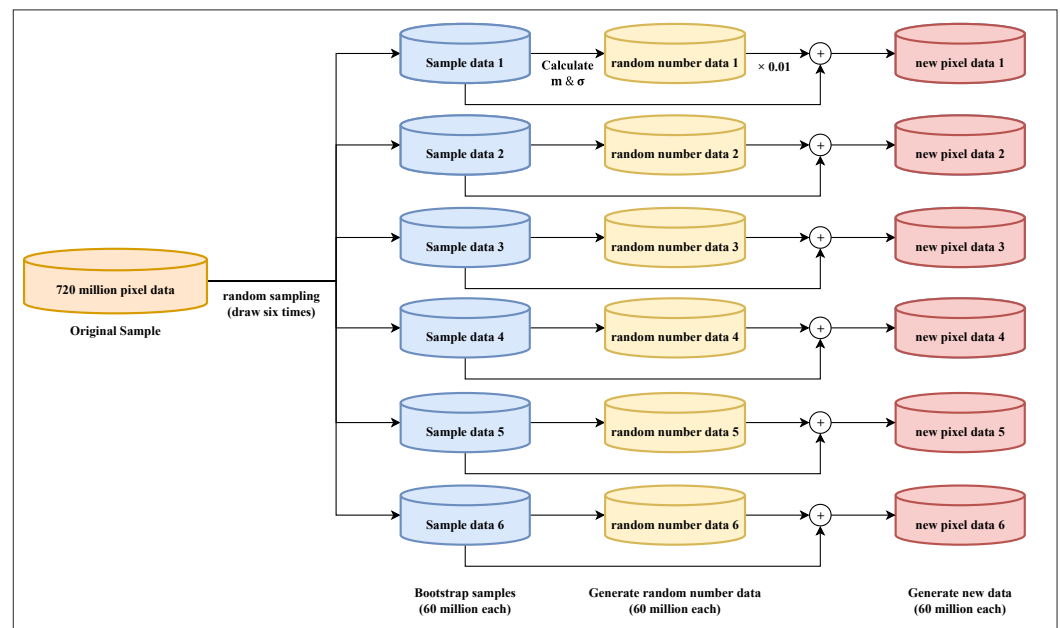 720 million pixel data
Original Sample
random sampling
(draw six times)
Sample data 1
Calculate
m & σ
random number data 1
× 0.01
+
new pixel data 1
Sample data 2
random number data 2
+
new pixel data 2
Sample data 3
random number data 3
+
new pixel data 3
Sample data 4
random number data 4
+
new pixel data 4
Sample data 5
random number data 5
+
new pixel data 5
Sample data 6
random number data 6
+
new pixel data 6
Bootstrap samples
(60 million each)
Generate random number data
(60 million each)
Generate new data
(60 million each)